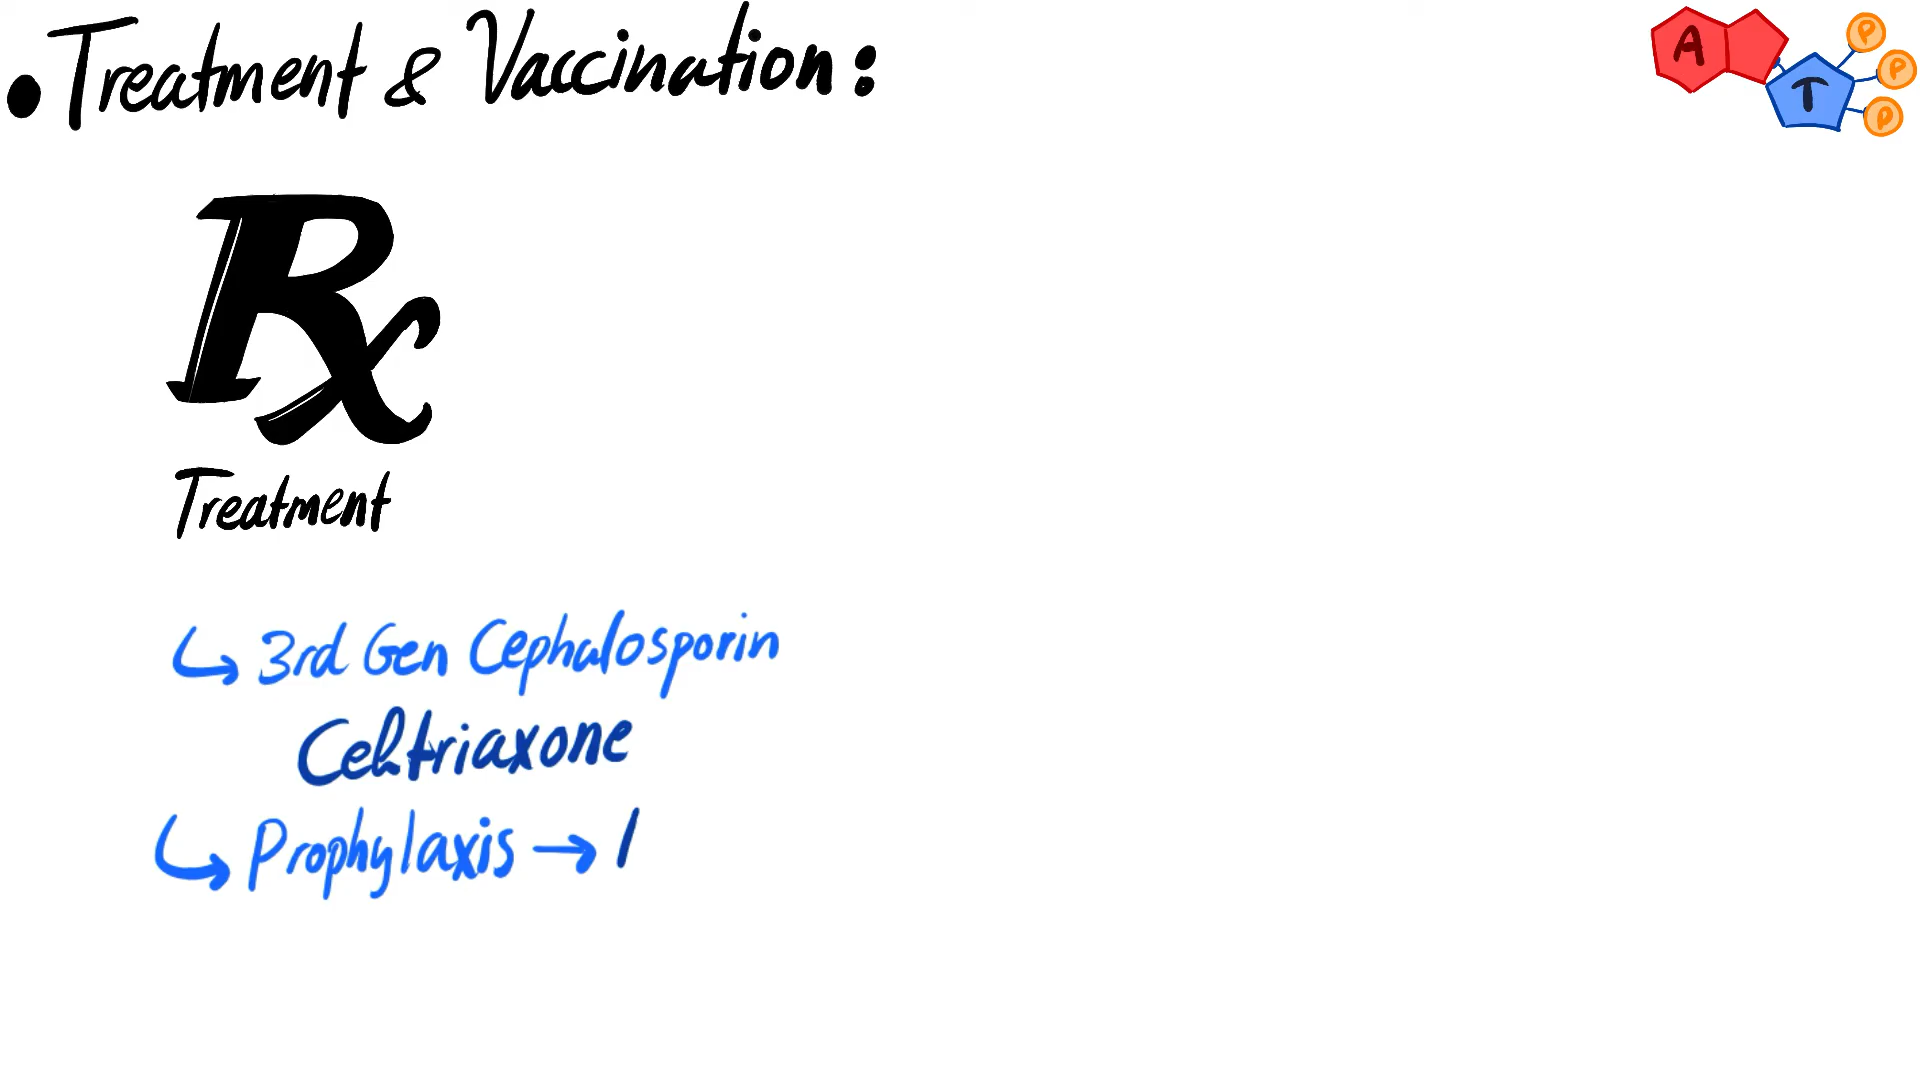 • Treatment & Vaccination:
A
T
P
P
P
Rx
Treatment
↳ 3rd Gen Cephalosporin
Ceftriaxone
↳ Prophylaxis →